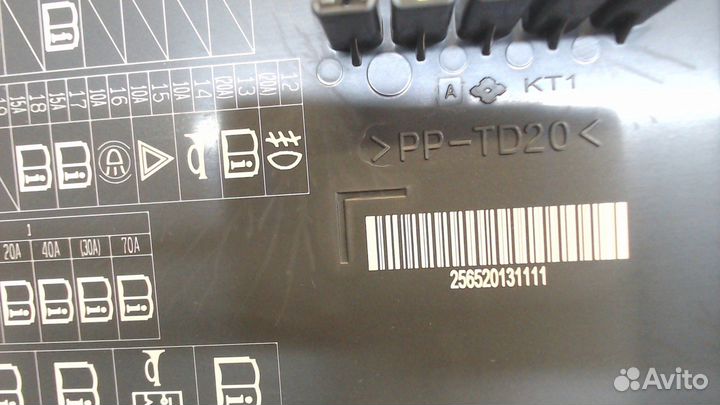 KT1
A
>PP-TD20<
256520131111
(20A) 12
(20A) 13
10A 14
10A 15
10A 16
15A 17
15A 18
1
20A 40A (30A) 70A
Avito